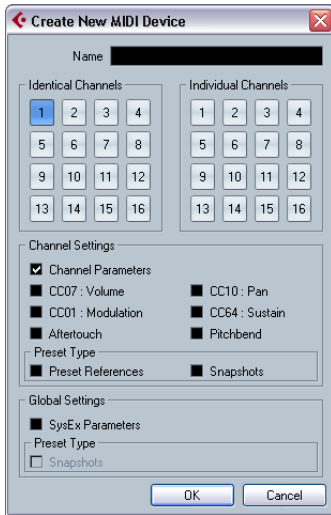 Create New MIDI Device
Name
Identical Channels
1 2 3 4
5 6 7 8
9 10 11 12
13 14 15 16
Individual Channels
1 2 3 4
5 6 7 8
9 10 11 12
13 14 15 16
Channel Settings
Channel Parameters
CC07 : Volume CC10 : Pan
CC01 : Modulation CC64 : Sustain
Aftertouch Pitchbend
Preset Type
Preset References Snapshots
Global Settings
SysEx Parameters
Preset Type
Snapshots
OK Cancel